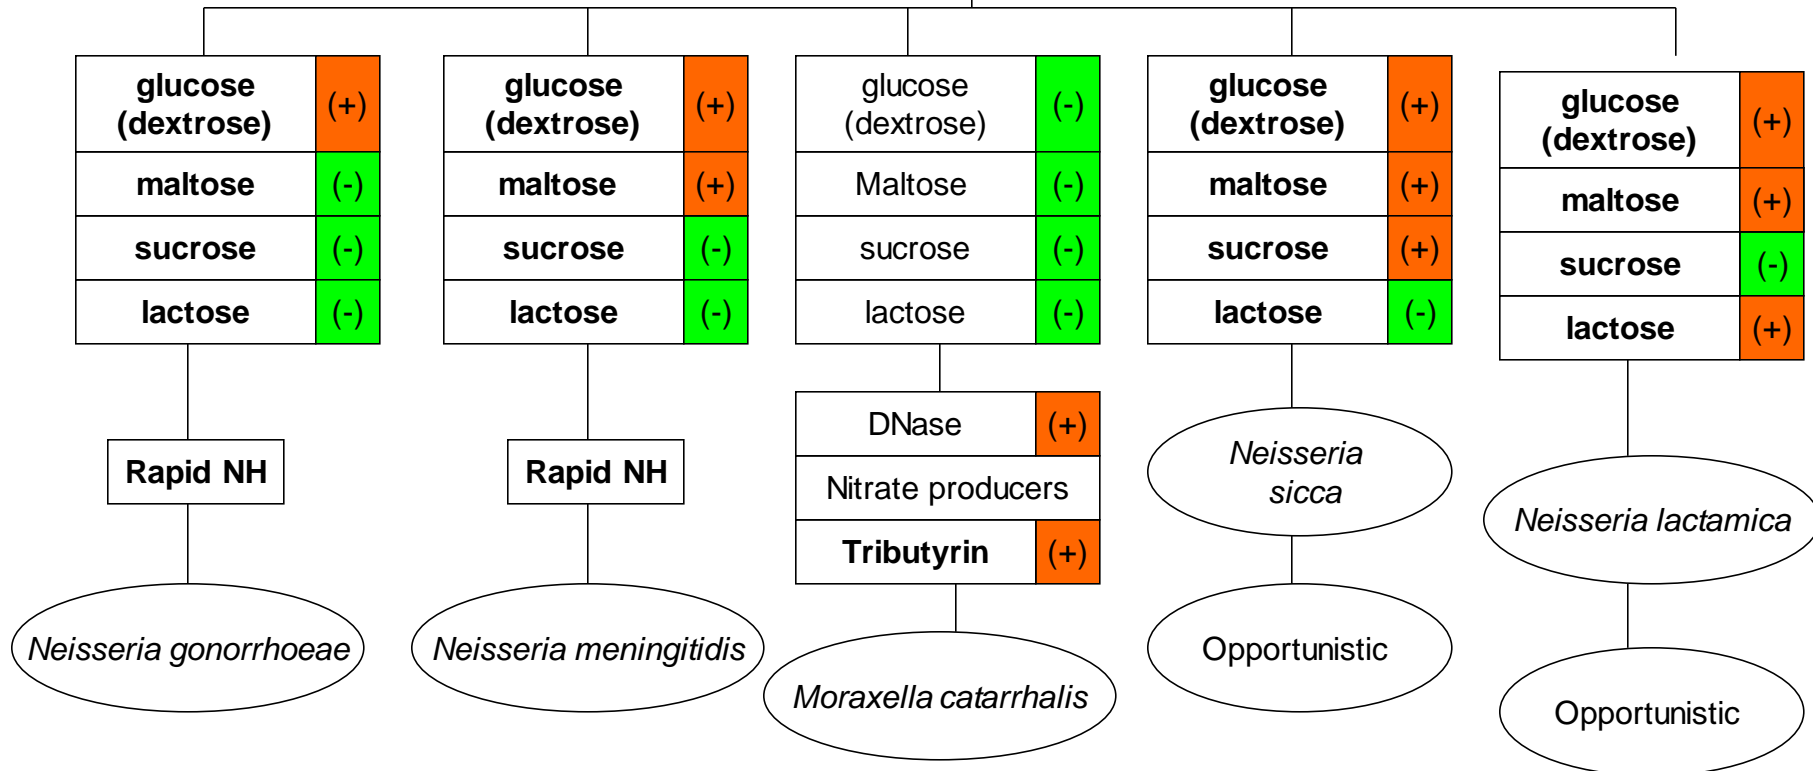 glucose
(dextrose)
(+)
maltose
(-)
sucrose
(-)
lactose
(-)
Rapid NH
Neisseria gonorrhoeae
glucose
(dextrose)
(+)
maltose
(+)
sucrose
(-)
lactose
(-)
Rapid NH
Neisseria meningitidis
glucose
(dextrose)
(-)
Maltose
(-)
sucrose
(-)
lactose
(-)
DNase
(+)
Nitrate producers
Tributyrin
(+)
Moraxella catarrhalis
glucose
(dextrose)
(+)
maltose
(+)
sucrose
(+)
lactose
(-)
Neisseria
sicca
Opportunistic
glucose
(dextrose)
(+)
maltose
(+)
sucrose
(-)
lactose
(+)
Neisseria lactamica
Opportunistic